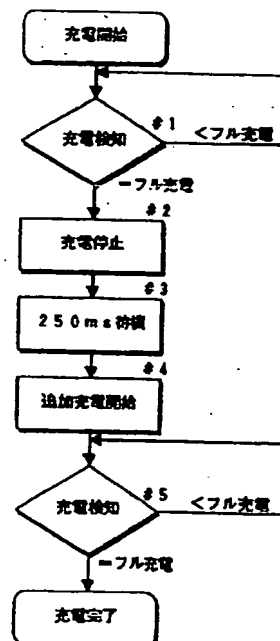 充電開始
#1
充電検知
<フル充電
=フル充電
#2
充電停止
#3
250ms待機
#4
追加充電開始
#5
充電検知
<フル充電
=フル充電
充電完了